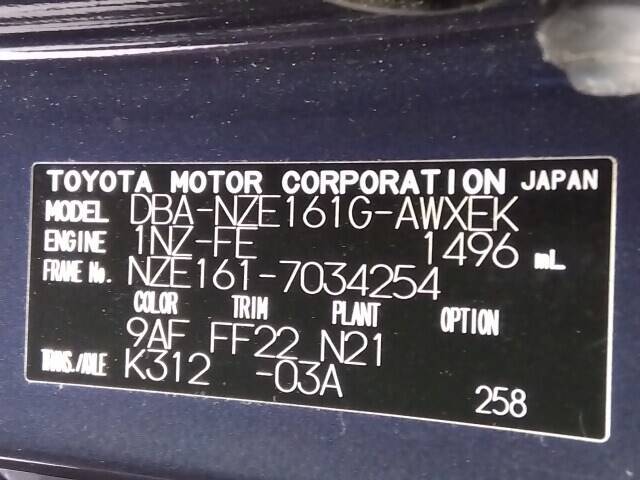 TOYOTA MOTOR CORPORATION JAPAN
MODEL DBA-NZE161G-AWXEK
ENGINE 1NZ-FE 1496 mL
FRAME No. NZE161-7034254
COLOR TRIM PLANT OPTION
9AF FF22 N21
TRANS./AXLE K312 -03A
258